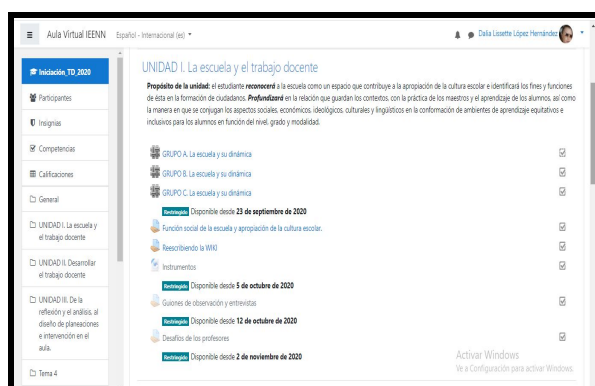 Aula Virtual IEENN
Español - Internacional (es)
Dalia Lissette López Hernández
Iniciación_TD_2020
Participantes
Insignias
Competencias
Calificaciones
General
UNIDAD I. La escuela y
el trabajo docente
UNIDAD II. Desarrollar
el trabajo docente
UNIDAD III. De la
reflexión y el análisis, al
diseño de planeaciones
e intervención en el
aula.
Tema 4
UNIDAD I. La escuela y el trabajo docente
Propósito de la unidad: el estudiante reconocerá a la escuela como un espacio que contribuye a la apropiación de la cultura escolar e identificará los fines y funciones
de ésta en la formación de ciudadanos. Profundizará en la relación que guardan los contextos, con la práctica de los maestros y el aprendizaje de los alumnos, así como
la manera en que se conjugan los aspectos sociales, económicos, ideológicos, culturales y lingüísticos en la conformación de ambientes de aprendizaje equitativos e
inclusivos para los alumnos en función del nivel, grado y modalidad.
GRUPO A. La escuela y su dinámica
GRUPO B. La escuela y su dinámica
GRUPO C. La escuela y su dinámica
Restringido Disponible desde 23 de septiembre de 2020
Función social de la escuela y apropiación de la cultura escolar.
Reescribiendo la WIKI
Instrumentos
Restringido Disponible desde 5 de octubre de 2020
Guiones de observación y entrevistas
Restringido Disponible desde 12 de octubre de 2020
Desafíos de los profesores
Restringido Disponible desde 2 de noviembre de 2020
Activar Windows
Ve a Configuración para activar Windows.